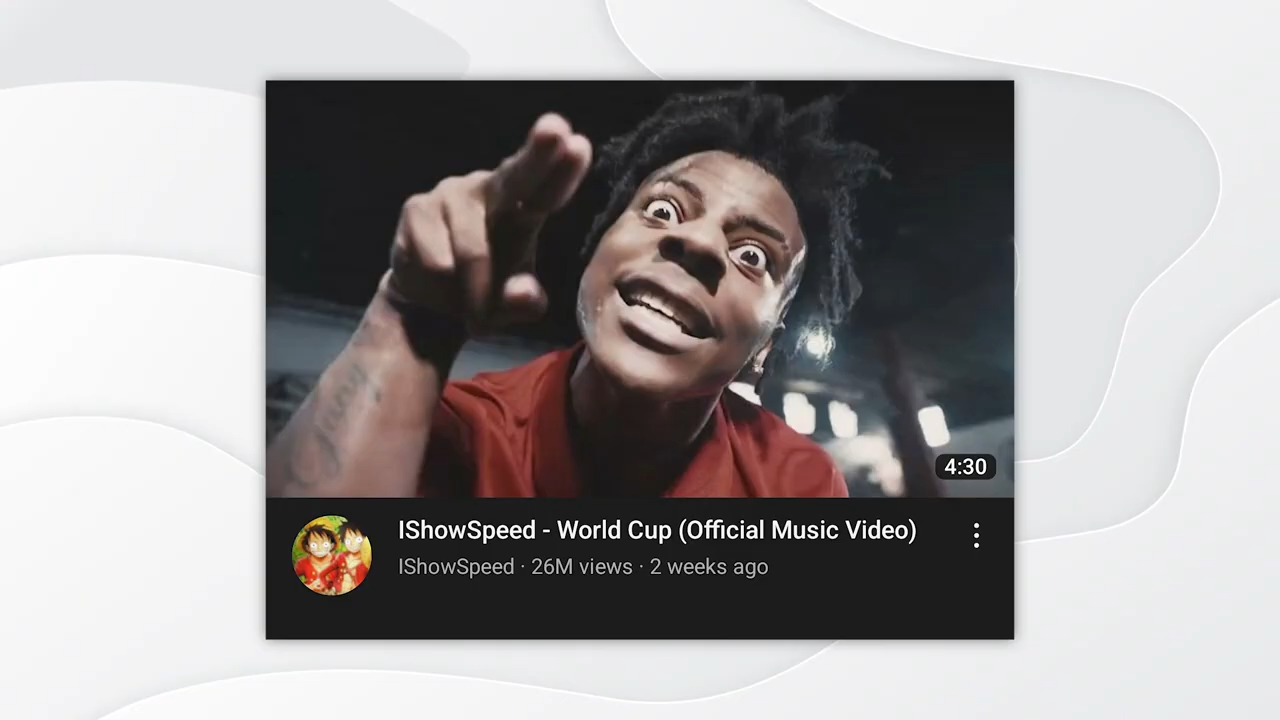 4:30
IShowSpeed - World Cup (Official Music Video)
IShowSpeed · 26M views · 2 weeks ago